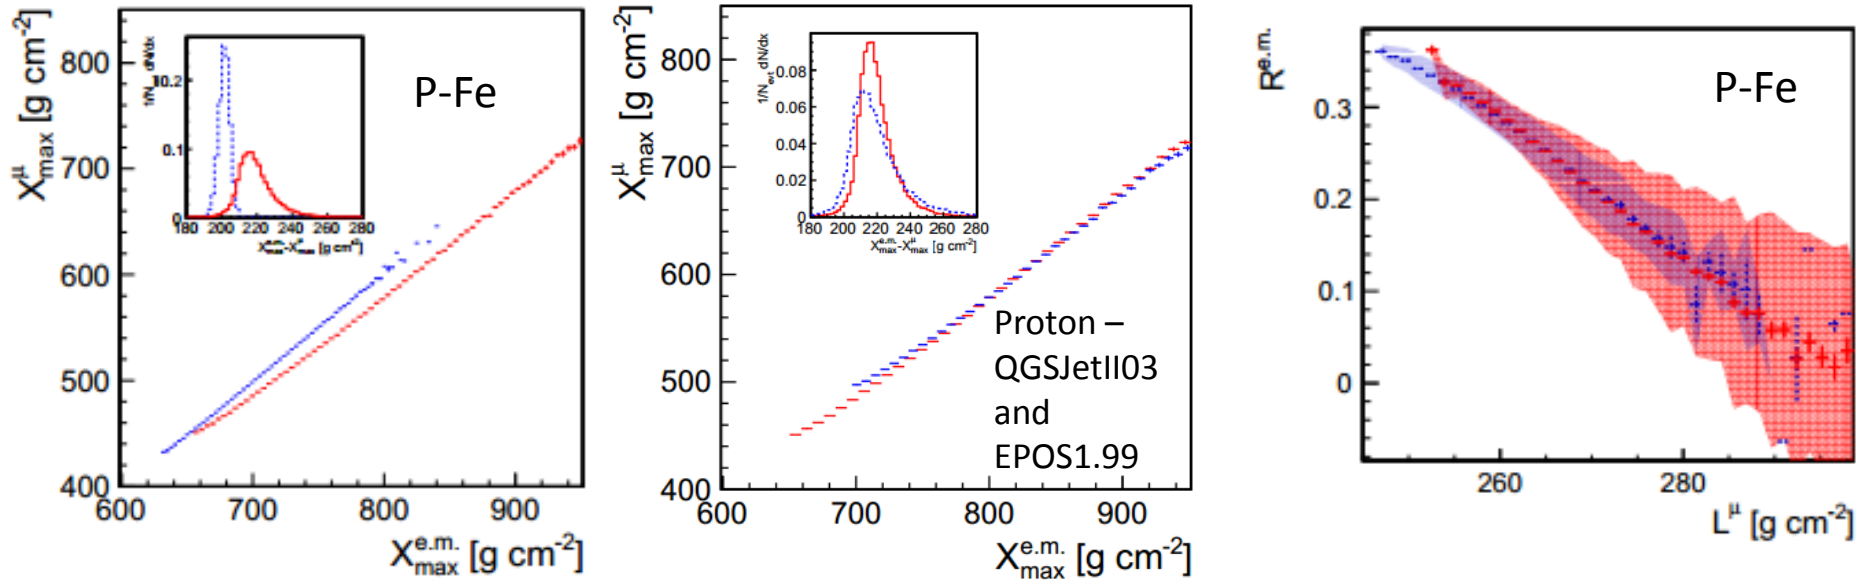 X^μ_max [g cm^-2]
800
700
600
500
400
600
700
800
900
X^e.m._max [g cm^-2]
P-Fe
0.2
0.1
0
180 200 220 240 260 280
X^e.m._max-X^μ_max [g cm^-2]
X^μ_max [g cm^-2]
800
700
600
500
400
600
700
800
900
X^e.m._max [g cm^-2]
1/N_evt dN/dx
0.08
0.06
0.04
0.02
0
180 200 220 240 260 280
X^e.m._max-X^μ_max [g cm^-2]
Proton –
QGSJetII03
and
EPOS1.99
R^e.m.
0.3
0.2
0.1
0
260
280
L^μ [g cm^-2]
P-Fe